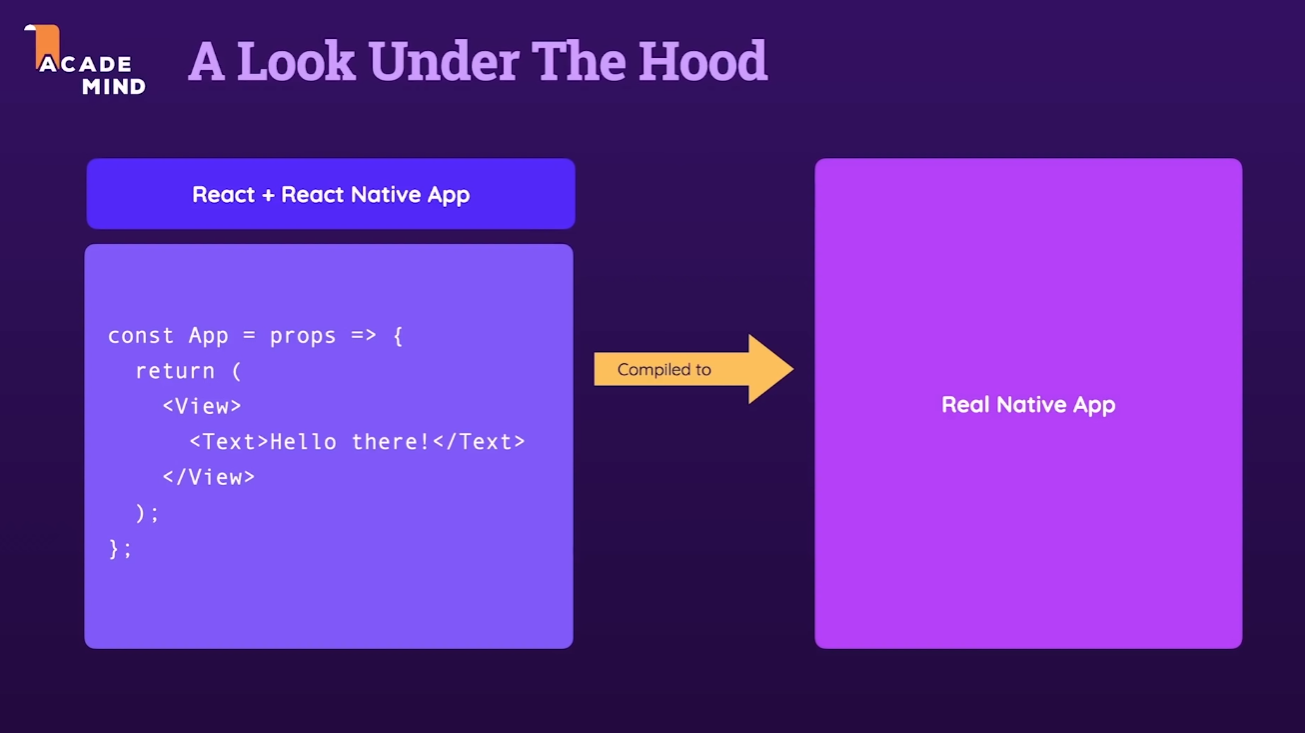 ACADE
MIND
A Look Under The Hood
React + React Native App
const App = props => {
  return (
    <View>
      <Text>Hello there!</Text>
    </View>
  );
};
Compiled to
Real Native App